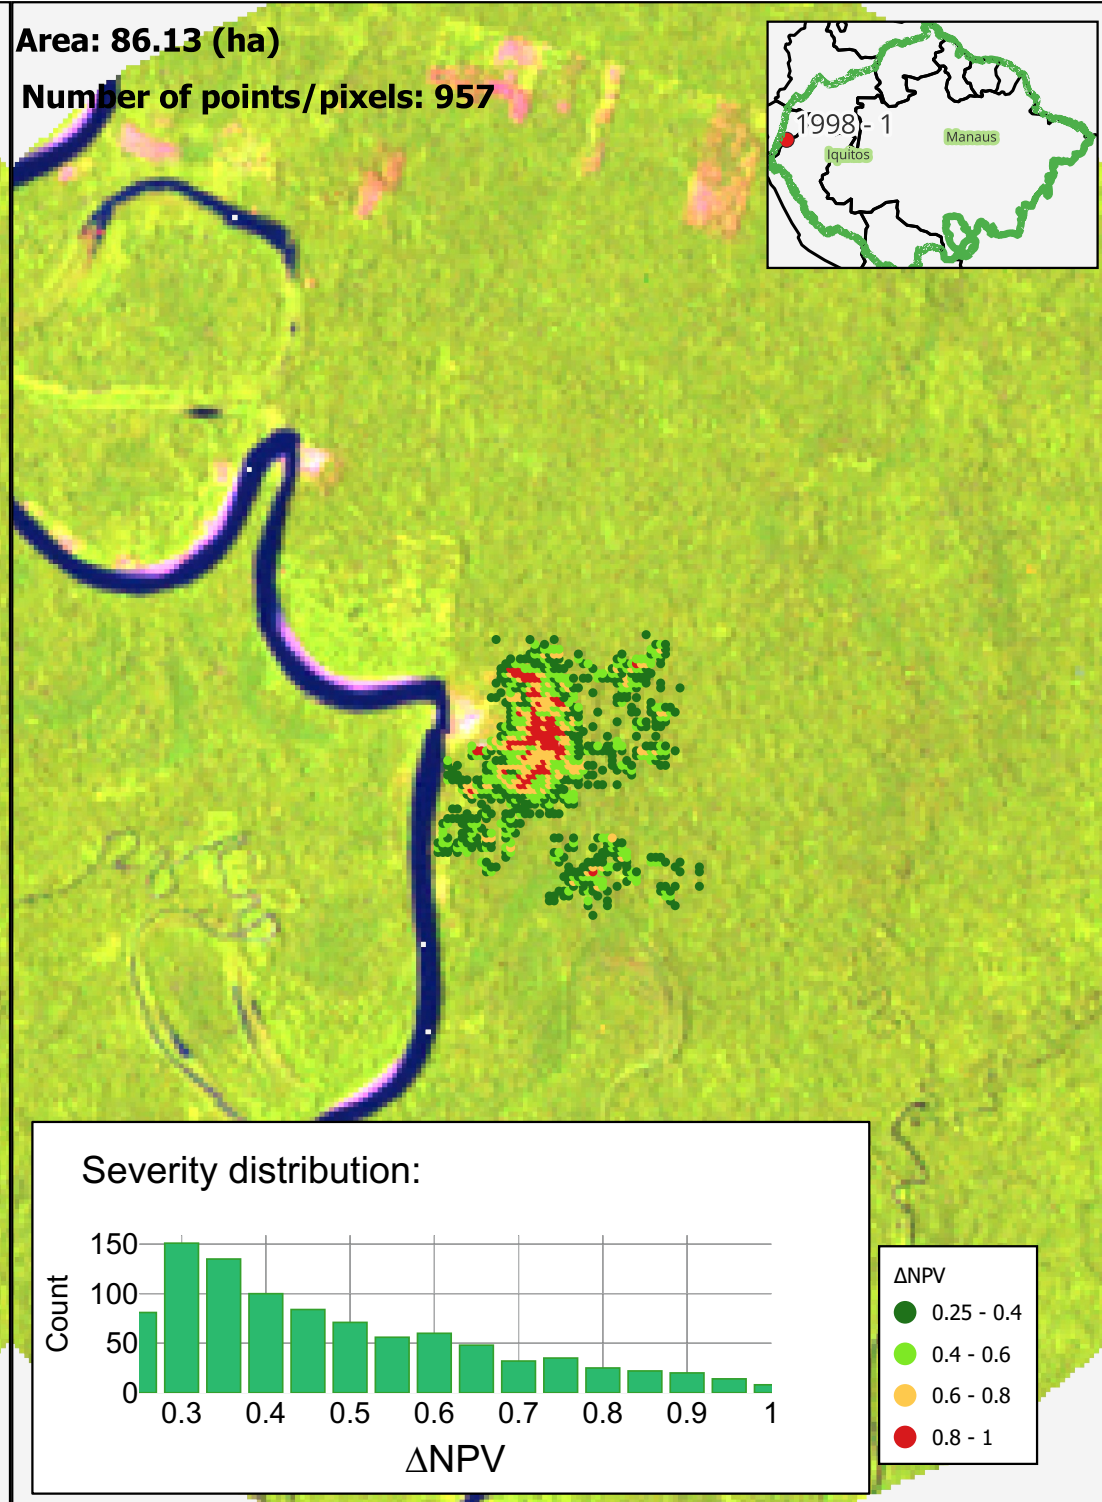 Area: 86.13 (ha)
Number of points/pixels: 957
1998 - 1
Manaus
Iquitos
Severity distribution:
150
100
50
0
Count
0.3 0.4 0.5 0.6 0.7 0.8 0.9 1
ΔNPV
ΔNPV
0.25 - 0.4
0.4 - 0.6
0.6 - 0.8
0.8 - 1